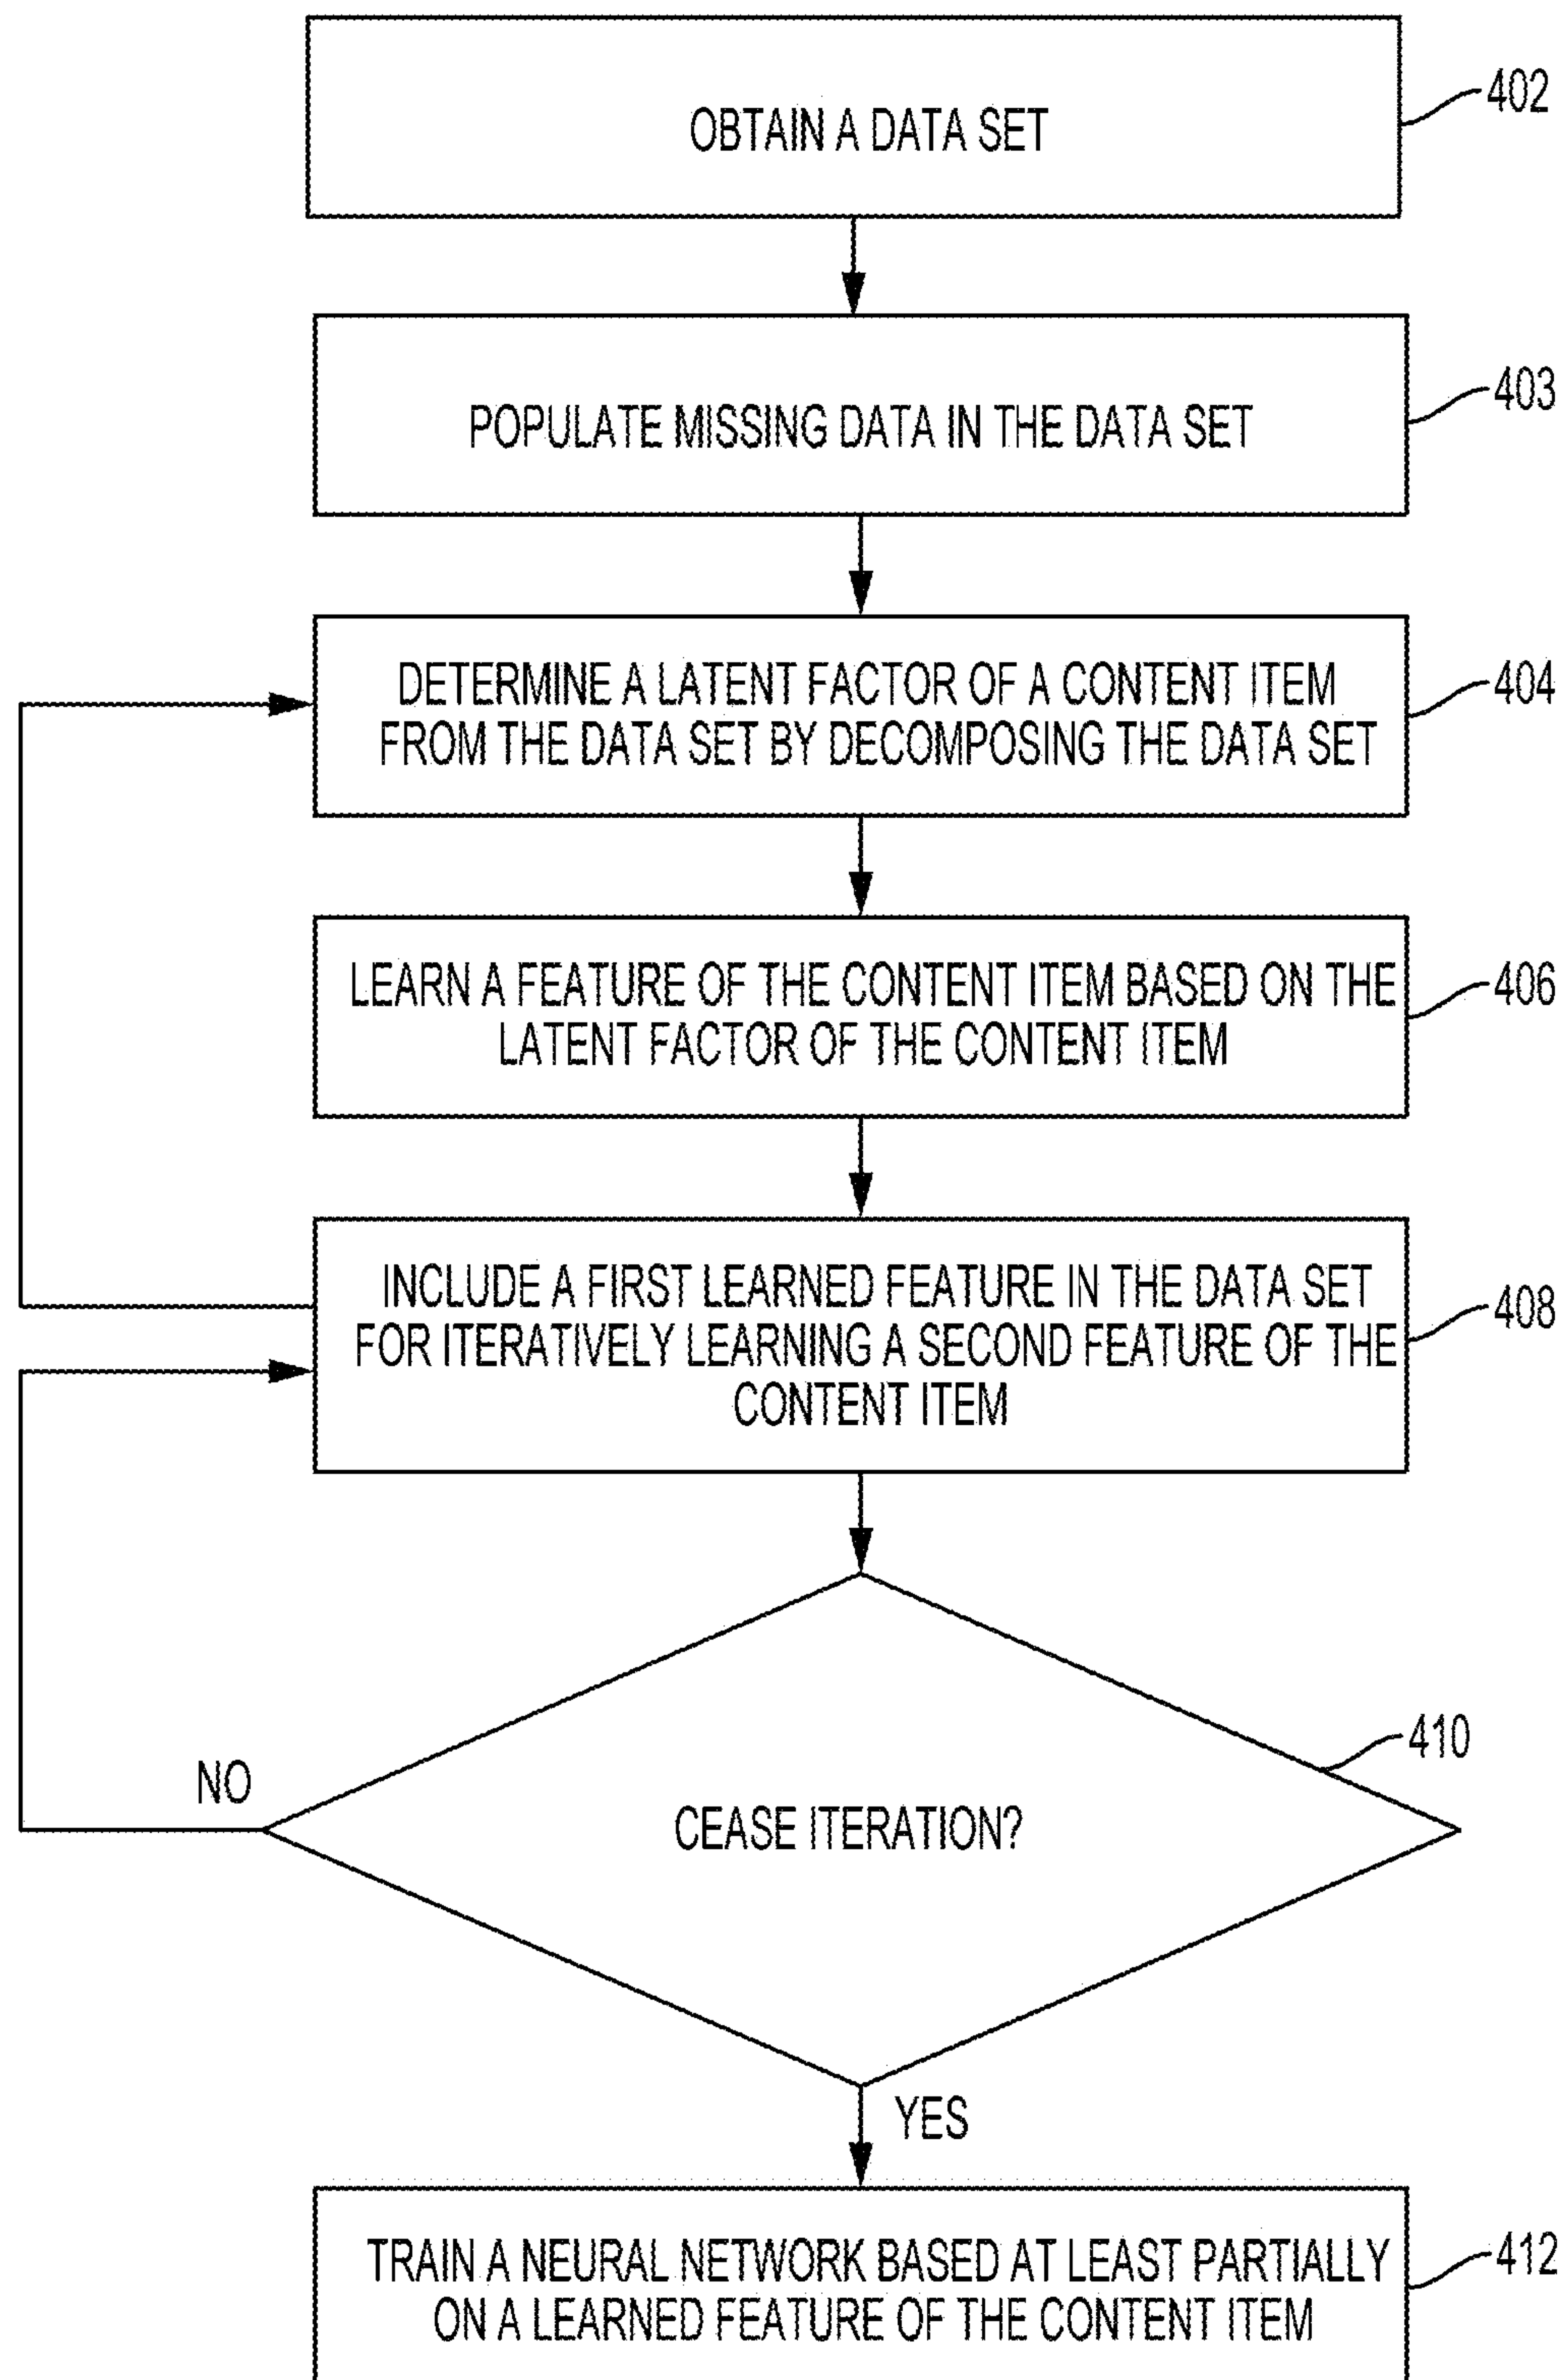 OBTAIN A DATA SET
402
POPULATE MISSING DATA IN THE DATA SET
403
DETERMINE A LATENT FACTOR OF A CONTENT ITEM
FROM THE DATA SET BY DECOMPOSING THE DATA SET
404
LEARN A FEATURE OF THE CONTENT ITEM BASED ON THE
LATENT FACTOR OF THE CONTENT ITEM
406
INCLUDE A FIRST LEARNED FEATURE IN THE DATA SET
FOR ITERATIVELY LEARNING A SECOND FEATURE OF THE
CONTENT ITEM
408
410
NO
CEASE ITERATION?
YES
TRAIN A NEURAL NETWORK BASED AT LEAST PARTIALLY
ON A LEARNED FEATURE OF THE CONTENT ITEM
412